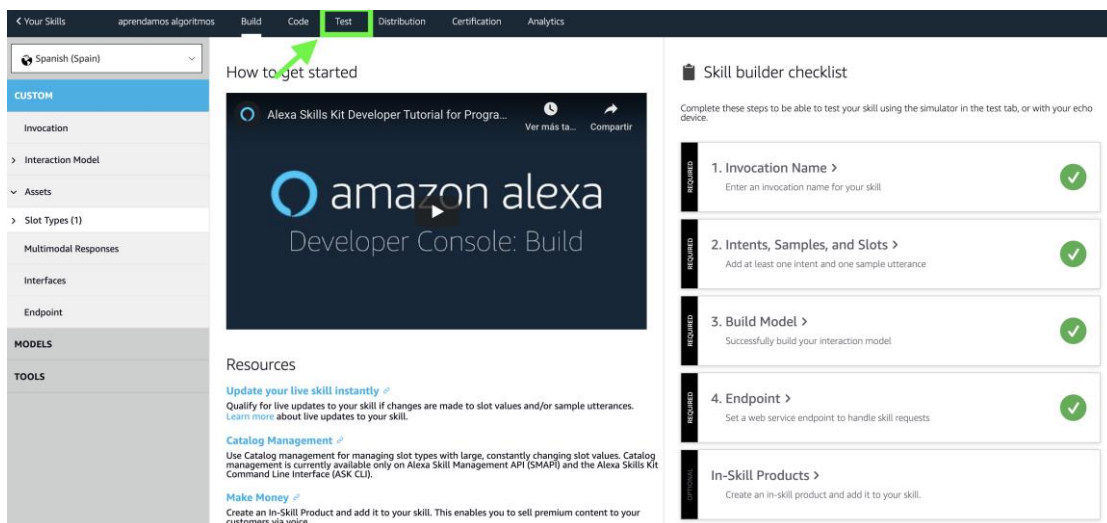 Your Skills
aprendamos algoritmos
Build
Code
Test
Distribution
Certification
Analytics
Spanish (Spain)
CUSTOM
Invocation
Interaction Model
Assets
Slot Types (1)
Multimodal Responses
Interfaces
Endpoint
MODELS
TOOLS
How to get started
Alexa Skills Kit Developer Tutorial for Progra...
Ver más ta...
Compartir
amazon alexa
Developer Console: Build
Resources
Update your live skill instantly
Qualify for live updates to your skill if changes are made to slot values and/or sample utterances.
Learn more about live updates to your skill.
Catalog Management
Use Catalog management for managing slot types with large, constantly changing slot values. Catalog
management is currently available only on Alexa Skill Management API (SMAPI) and the Alexa Skills Kit
Command Line Interface (ASK CLI).
Make Money
Create an In-Skill Product and add it to your skill. This enables you to sell premium content to your
customers via voice.
Skill builder checklist
Complete these steps to be able to test your skill using the simulator in the test tab, or with your echo
device.
REQUIRED
1. Invocation Name >
Enter an invocation name for your skill
REQUIRED
2. Intents, Samples, and Slots >
Add at least one intent and one sample utterance
REQUIRED
3. Build Model >
Successfully build your interaction model
REQUIRED
4. Endpoint >
Set a web service endpoint to handle skill requests
OPTIONAL
In-Skill Products >
Create an in-skill product and add it to your skill.